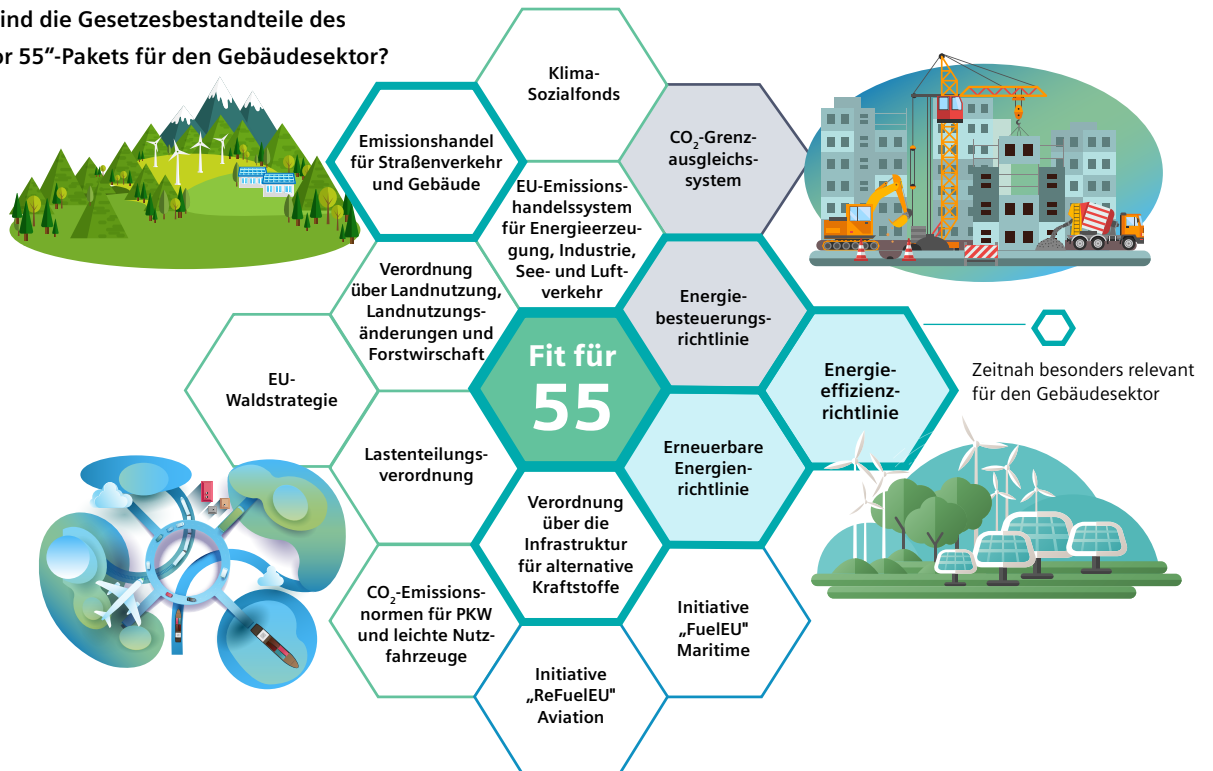 ind die Gesetzesbestandteile des
or 55“-Pakets für den Gebäudesektor?
Klima-
Sozialfonds
Emissionshandel
für Straßenverkehr
und Gebäude
CO₂-Grenz-
ausgleichs-
system
EU-Emissions-
handelssystem
für Energieerzeu-
gung, Industrie,
See- und Luft-
verkehr
Verordnung
über Landnutzung,
Landnutzungs-
änderungen und
Forstwirschaft
Energie-
besteuerungs-
richtlinie
Fit für
55
Energie-
effizienz-
richtlinie
Zeitnah besonders relevant
für den Gebäudesektor
EU-
Waldstrategie
Lastenteilungs-
verordnung
Erneuerbare
Energien-
richtlinie
Verordnung
über die
Infrastruktur
für alternative
Kraftstoffe
CO₂-Emissions-
normen für PKW
und leichte Nutz-
fahrzeuge
Initiative
„FuelEU"
Maritime
Initiative
„ReFuelEU"
Aviation